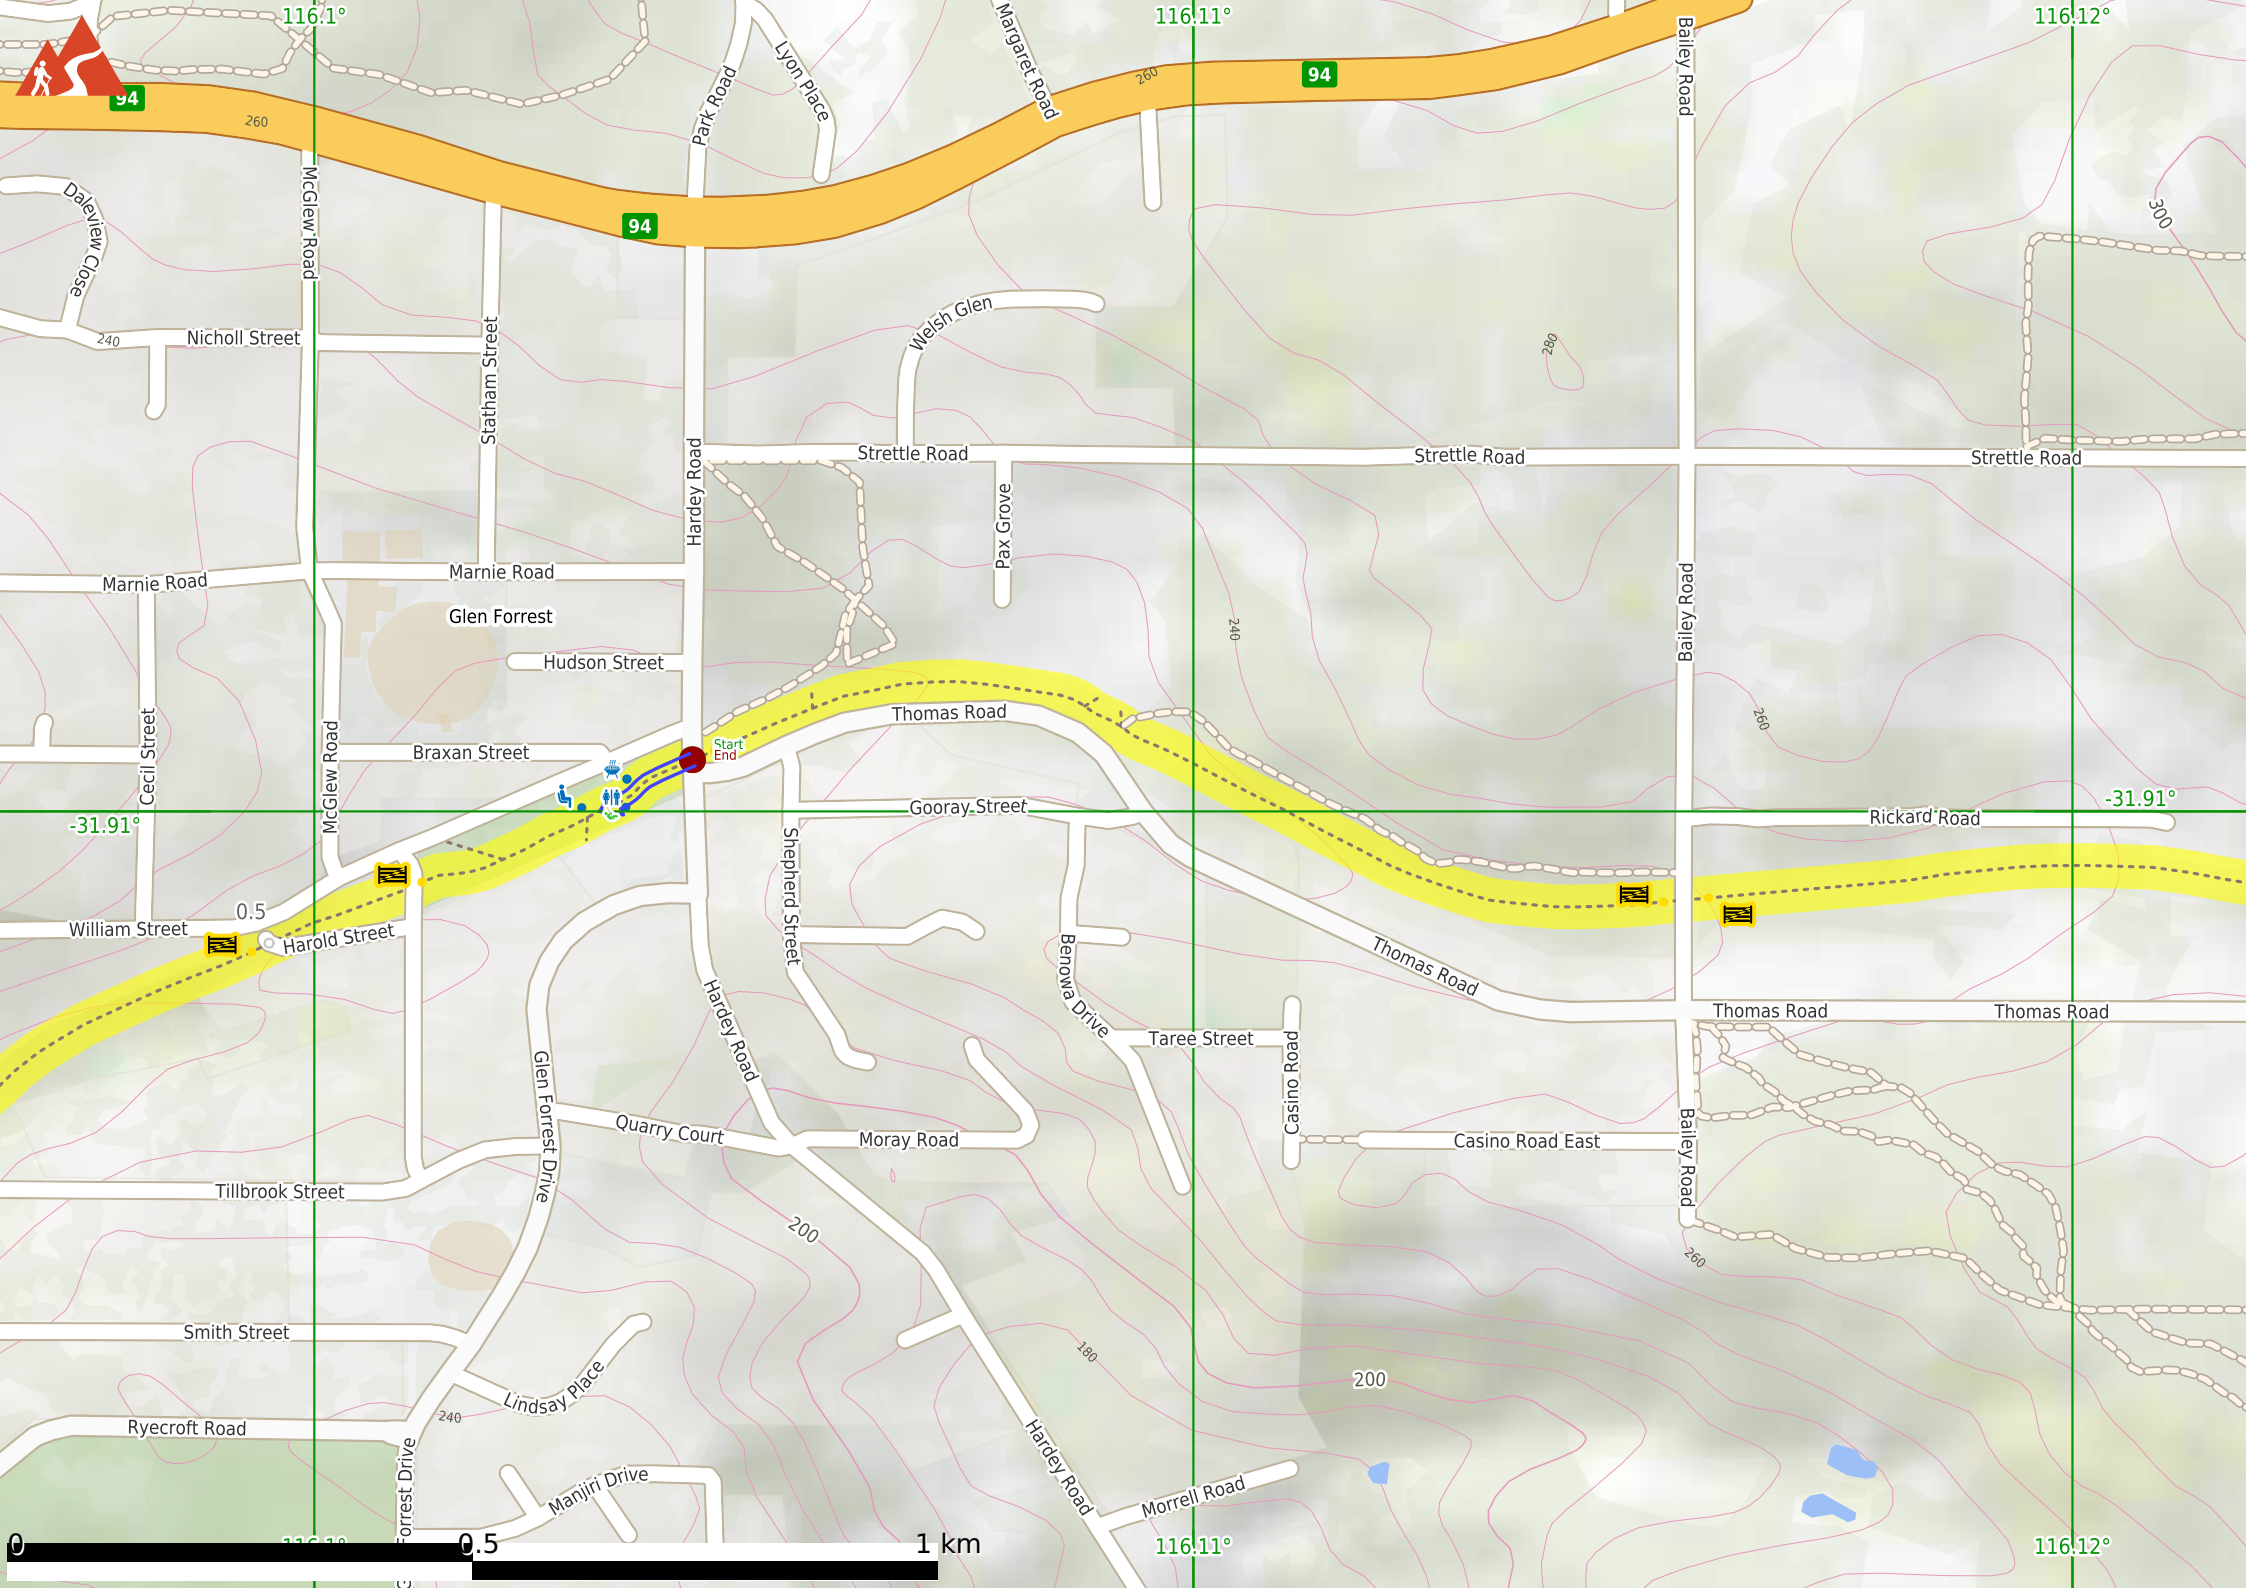 116.1°
116.11°
116.12°
Margaret Road
Bailey Road
Lyon Place
Park Road
94
260
94
260
94
McGlew Road
Daleview Close
300
Nicholl Street
240
Statham Street
Welsh Glen
280
Hardey Road
Strettle Road
Strettle Road
Strettle Road
Pax Grove
Marnie Road
Marnie Road
Glen Forrest
240
Bailey Road
Hudson Street
Thomas Road
260
Cecil Street
McGlew Road
Braxan Street
Start
End
-31.91°
-31.91°
Gooray Street
Rickard Road
Shepherd Street
0.5
William Street
Harold Street
Benowa Drive
Thomas Road
Hardey Road
Thomas Road
Thomas Road
Taree Street
Casino Road
Glen Forrest Drive
Quarry Court
Moray Road
Casino Road East
Bailey Road
Tillbrook Street
200
260
Smith Street
180
Lindsay Place
200
240
Ryecroft Road
Hardey Road
Forrest Drive
Manjiri Drive
Morrell Road
0
0.5
1 km
116.1°
116.11°
116.12°